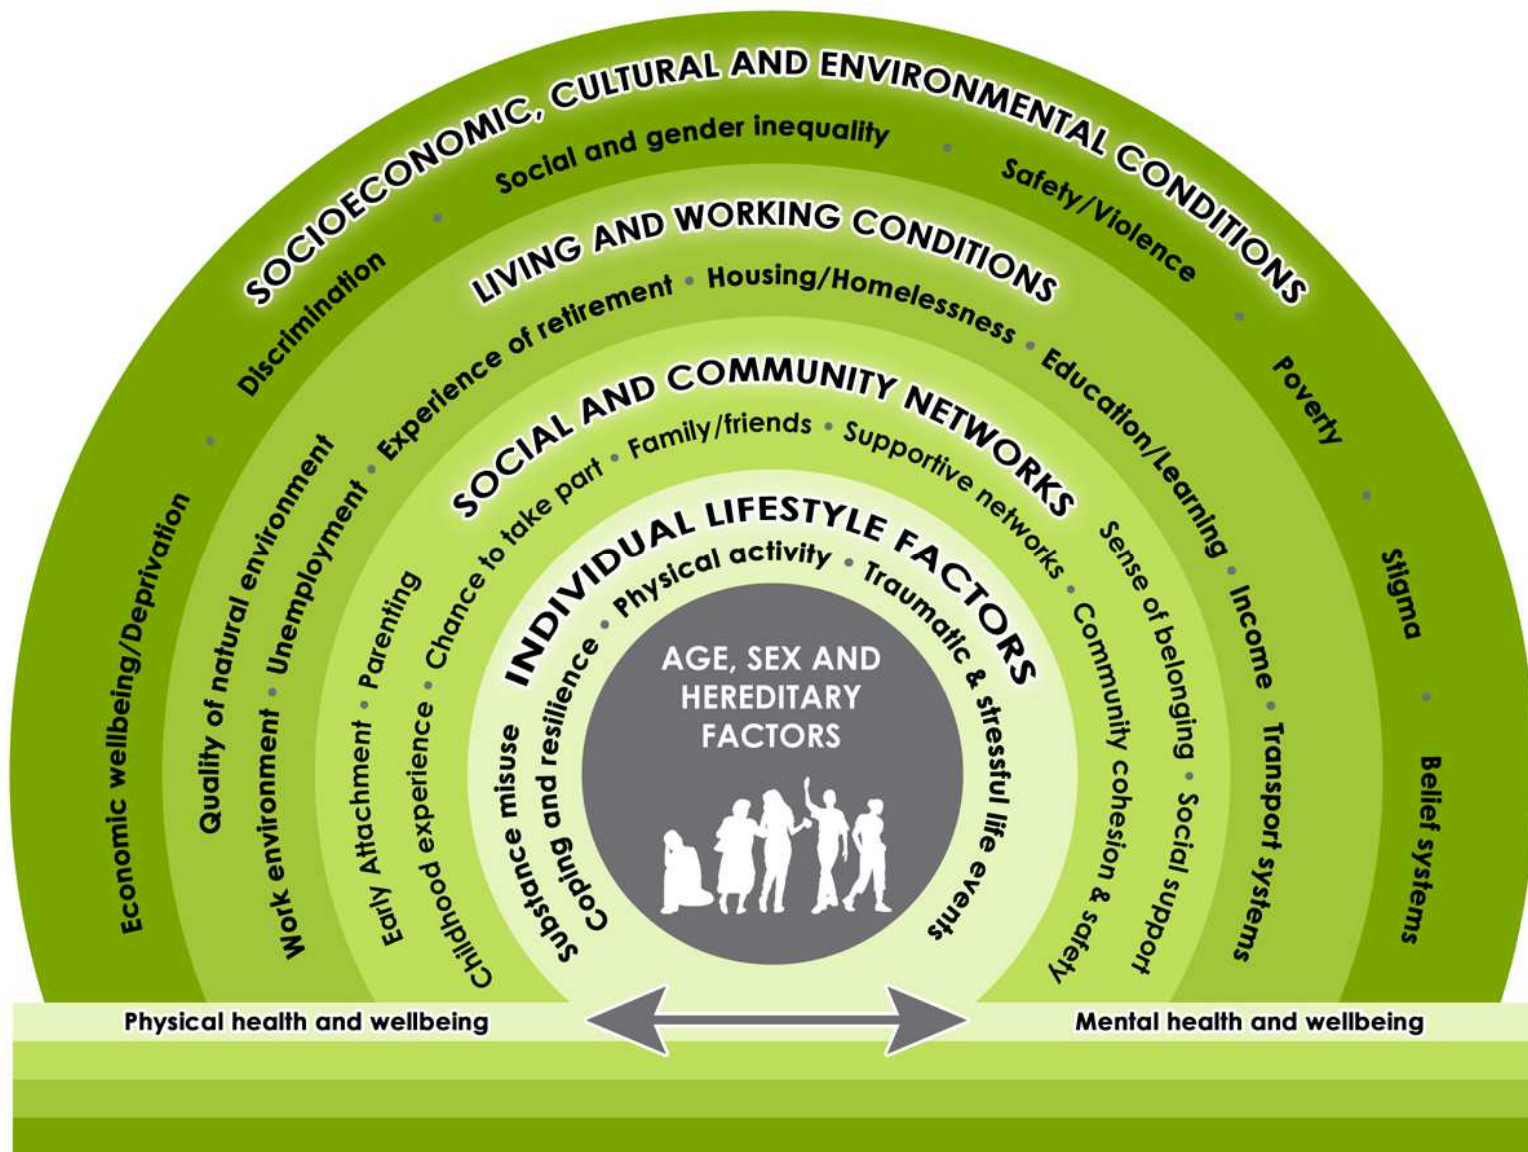 SOCIOECONOMIC, CULTURAL AND ENVIRONMENTAL CONDITIONS
Economic wellbeing/Deprivation • Discrimination • Social and gender inequality • Safety/Violence • Poverty • Stigma • Belief systems
LIVING AND WORKING CONDITIONS
Quality of natural environment
Work environment • Unemployment • Experience of retirement • Housing/Homelessness • Education/Learning • Income • Transport systems
SOCIAL AND COMMUNITY NETWORKS
Early Attachment • Parenting
Childhood experience • Chance to take part • Family/friends • Supportive networks • Community cohesion & safety
Sense of belonging • Social support
INDIVIDUAL LIFESTYLE FACTORS
Substance misuse
Coping and resilience • Physical activity • Traumatic & stressful life events
AGE, SEX AND
HEREDITARY
FACTORS
Physical health and wellbeing
Mental health and wellbeing